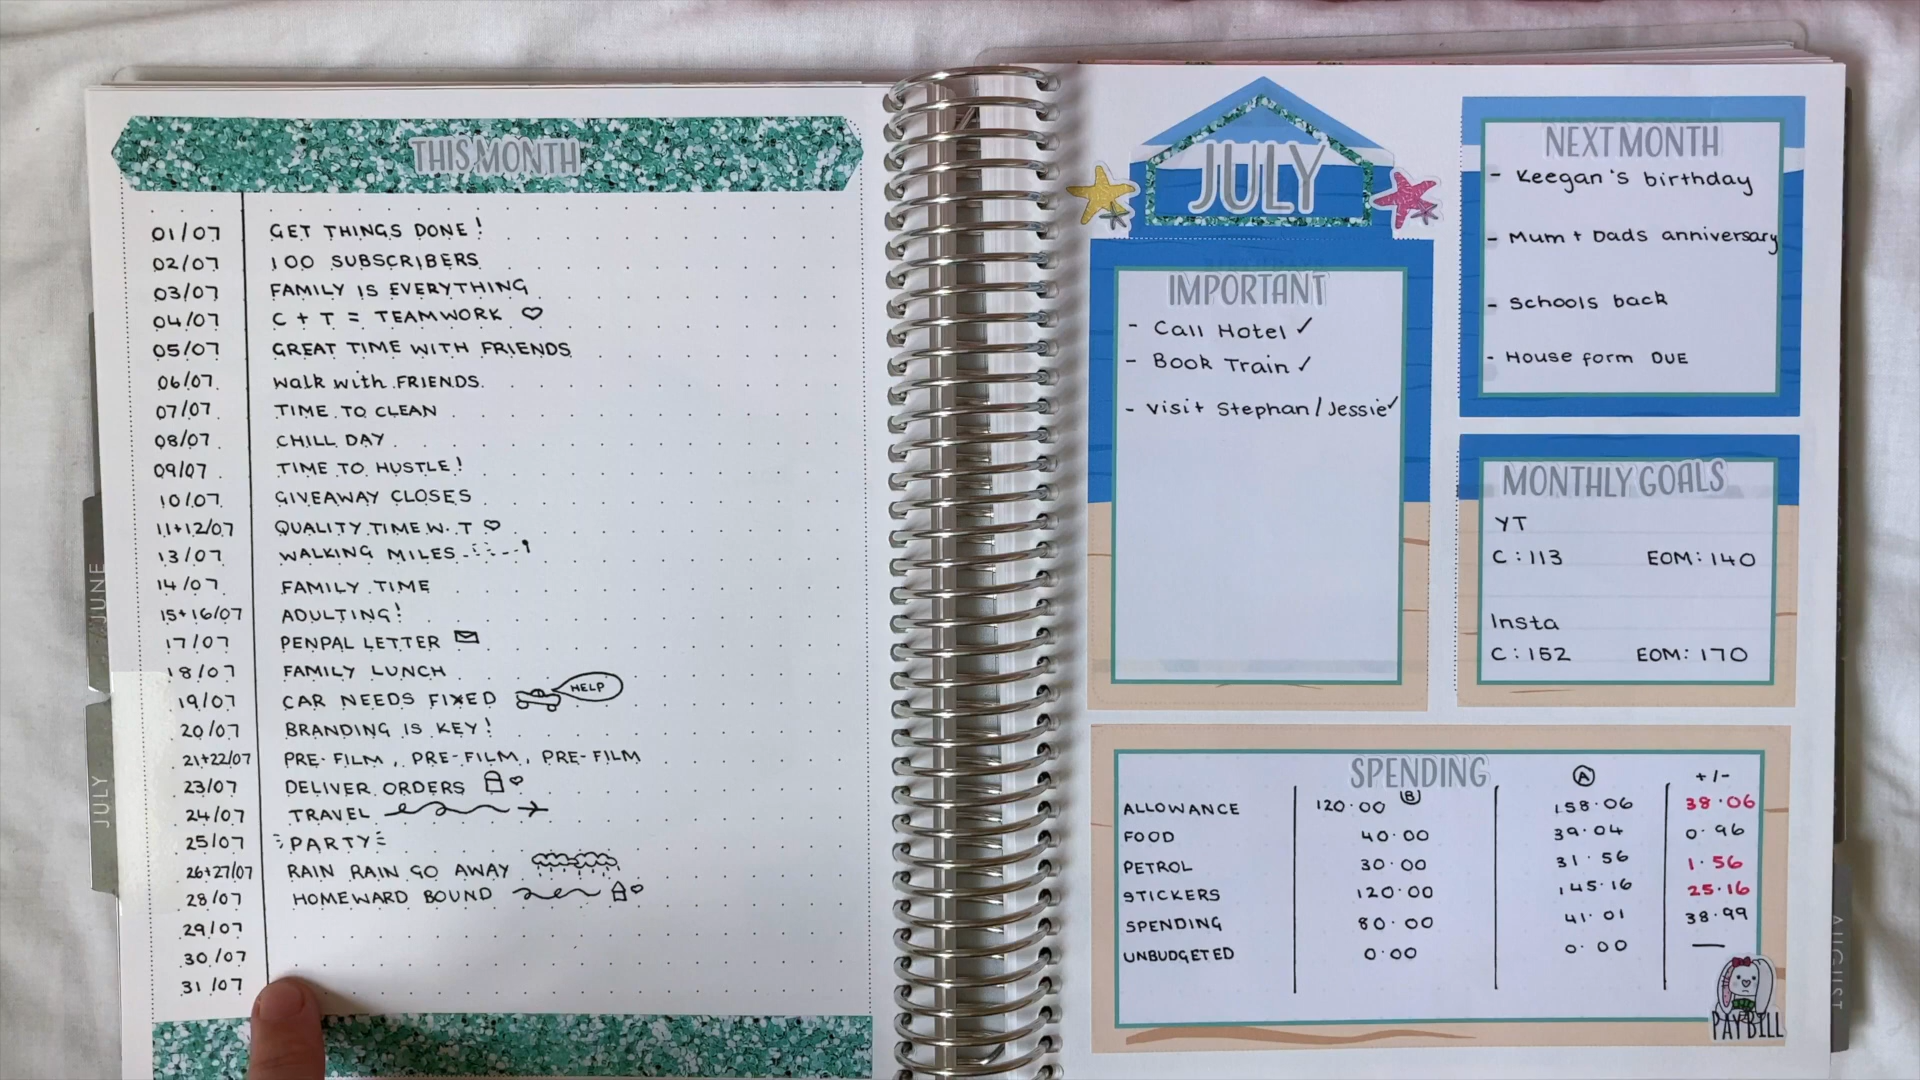 THIS MONTH
01/07 GET THINGS DONE!
02/07 100 SUBSCRIBERS
03/07 FAMILY IS EVERYTHING
04/07 C + T = TEAMWORK ♡
05/07 GREAT TIME WITH FRIENDS
06/07 walk with FRIENDS.
07/07 TIME TO CLEAN
08/07 CHILL DAY
09/07 TIME TO HUSTLE!
10/07 GIVEAWAY CLOSES
11+12/07 QUALITY TIME W. T ♡
13/07 WALKING MILES
14/07 FAMILY TIME
15+16/07 ADULTING!
17/07 PENPAL LETTER
18/07 FAMILY LUNCH
19/07 CAR NEEDS FIXED HELP
20/07 BRANDING IS KEY!
21+22/07 PRE-FILM, PRE-FILM, PRE-FILM
23/07 DELIVER ORDERS
24/07 TRAVEL
25/07 PARTY
26+27/07 RAIN RAIN GO AWAY
28/07 HOMEWARD BOUND
29/07
30/07
31/07
JUNE
JULY
JULY
IMPORTANT
- Call Hotel ✓
- Book Train ✓
- Visit Stephan/Jessie ✓
NEXT MONTH
- Keegan's birthday
- Mum + Dads anniversary
- Schools back
- House form DUE
MONTHLY GOALS
YT
C:113 EOM:140
Insta
C:152 EOM:170
SPENDING
B A +/-
ALLOWANCE 120.00 158.06 38.06
FOOD 40.00 39.04 0.96
PETROL 30.00 31.56 1.56
STICKERS 120.00 145.16 25.16
SPENDING 80.00 41.01 38.99
UNBUDGETED 0.00 0.00 —
PAY BILL
AUGUST